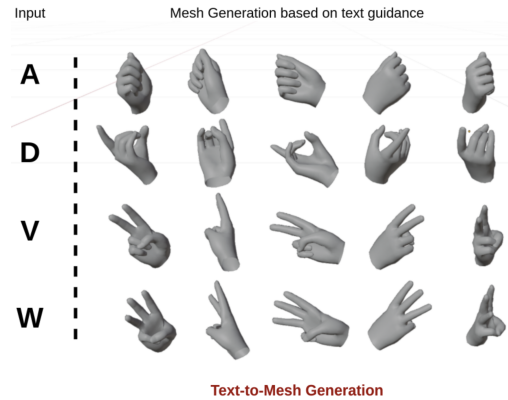 Input Mesh Generation based on text guidance
A
D
V
W
Text-to-Mesh Generation